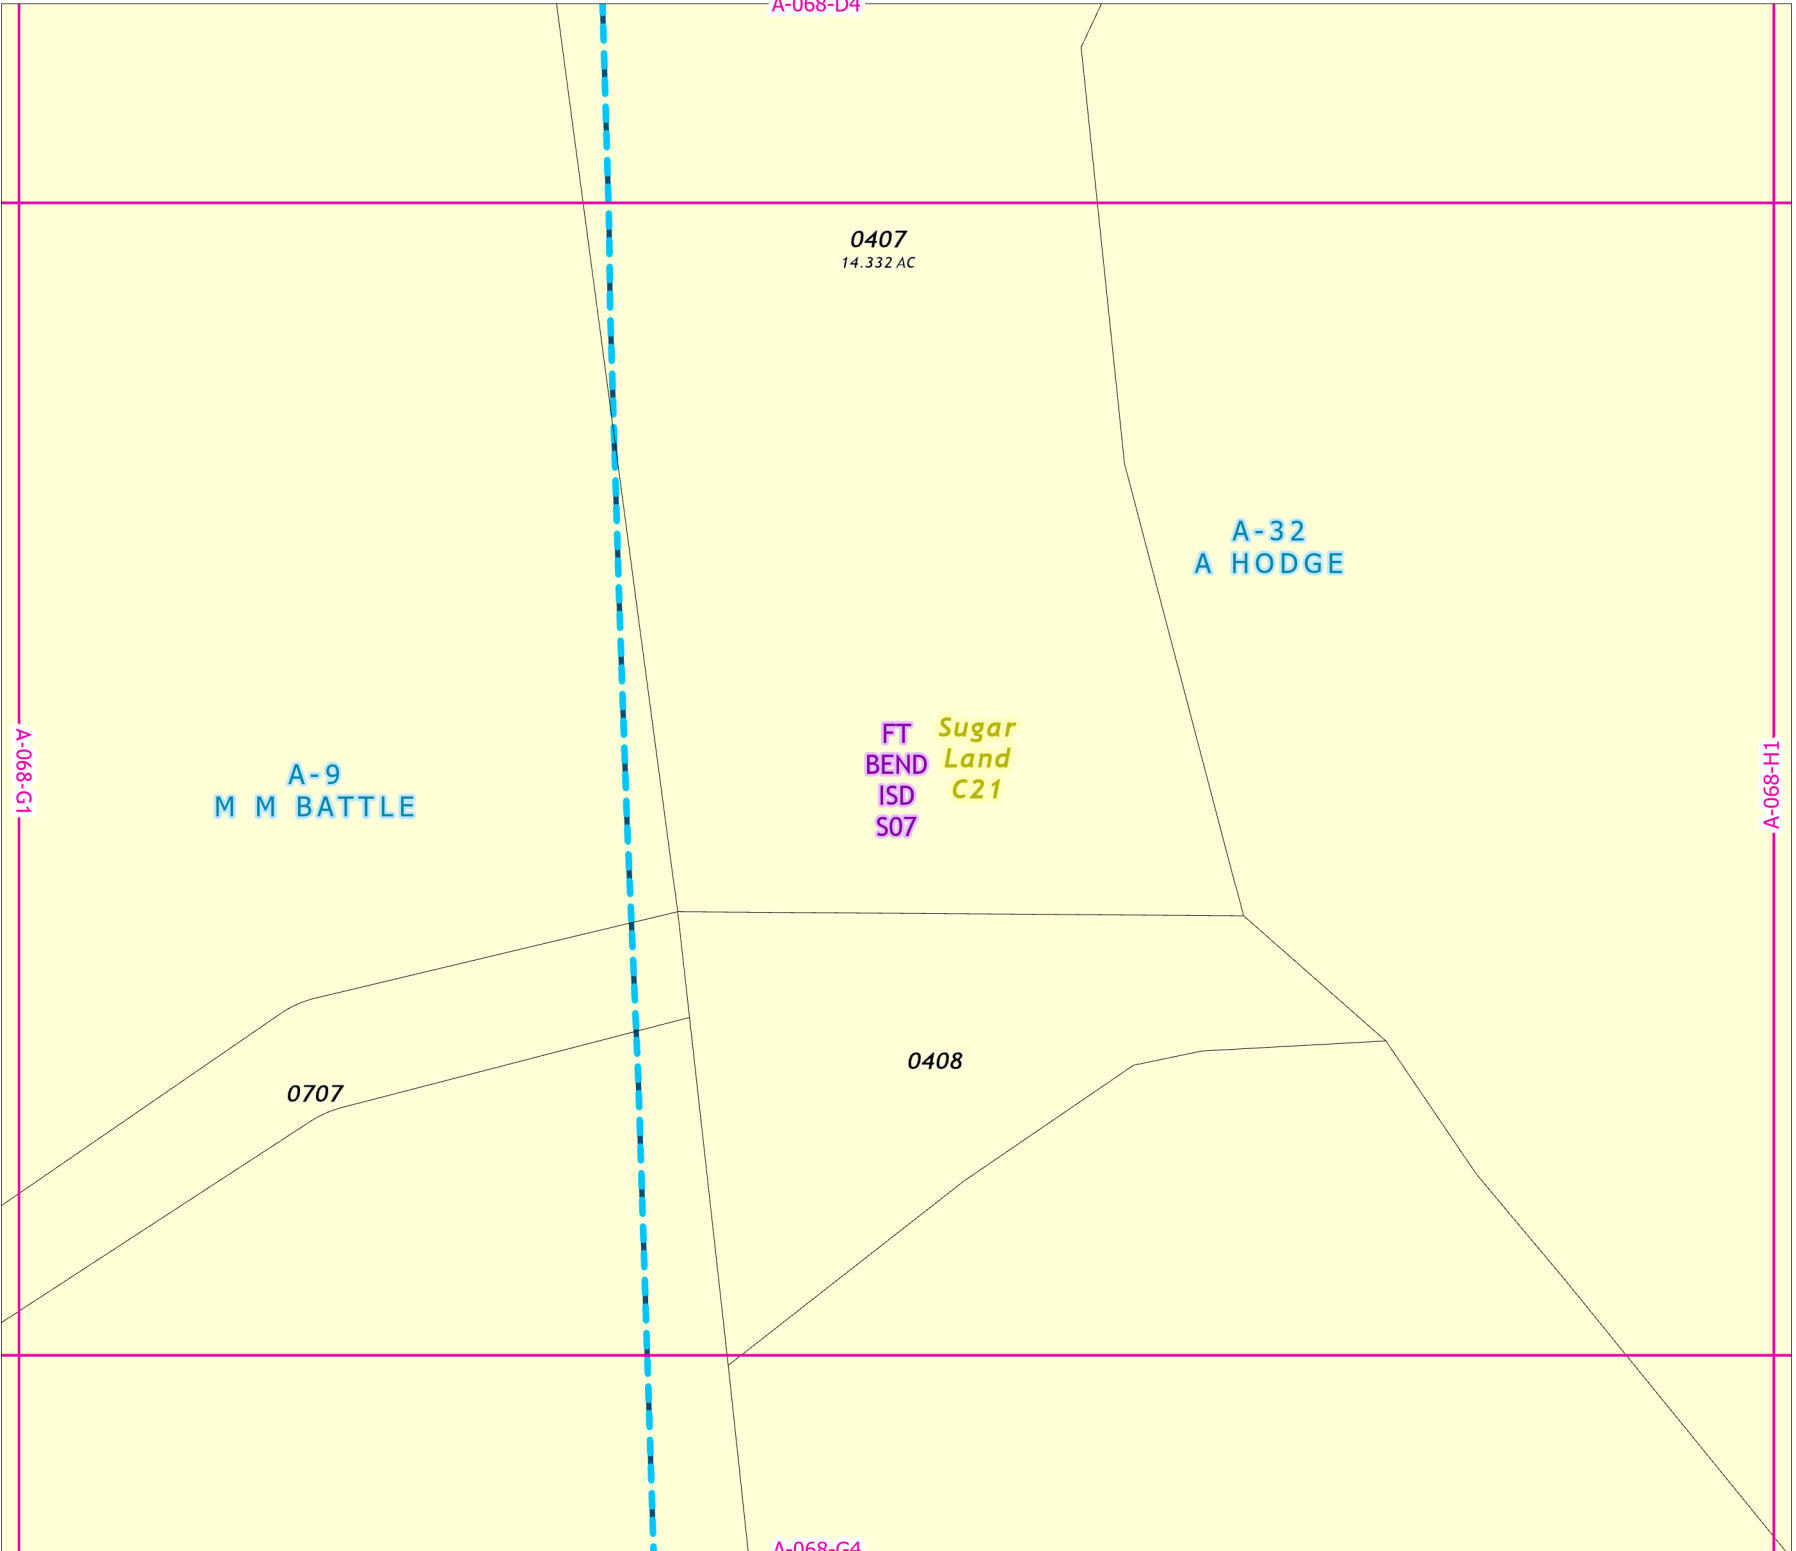 A-068-D4
0407
14.332 AC
A-32
A HODGE
FT
BEND
ISD
S07
Sugar
Land
C21
A-068-G1
A-9
M M BATTLE
A-068-H1
0408
0707
A-068-G4